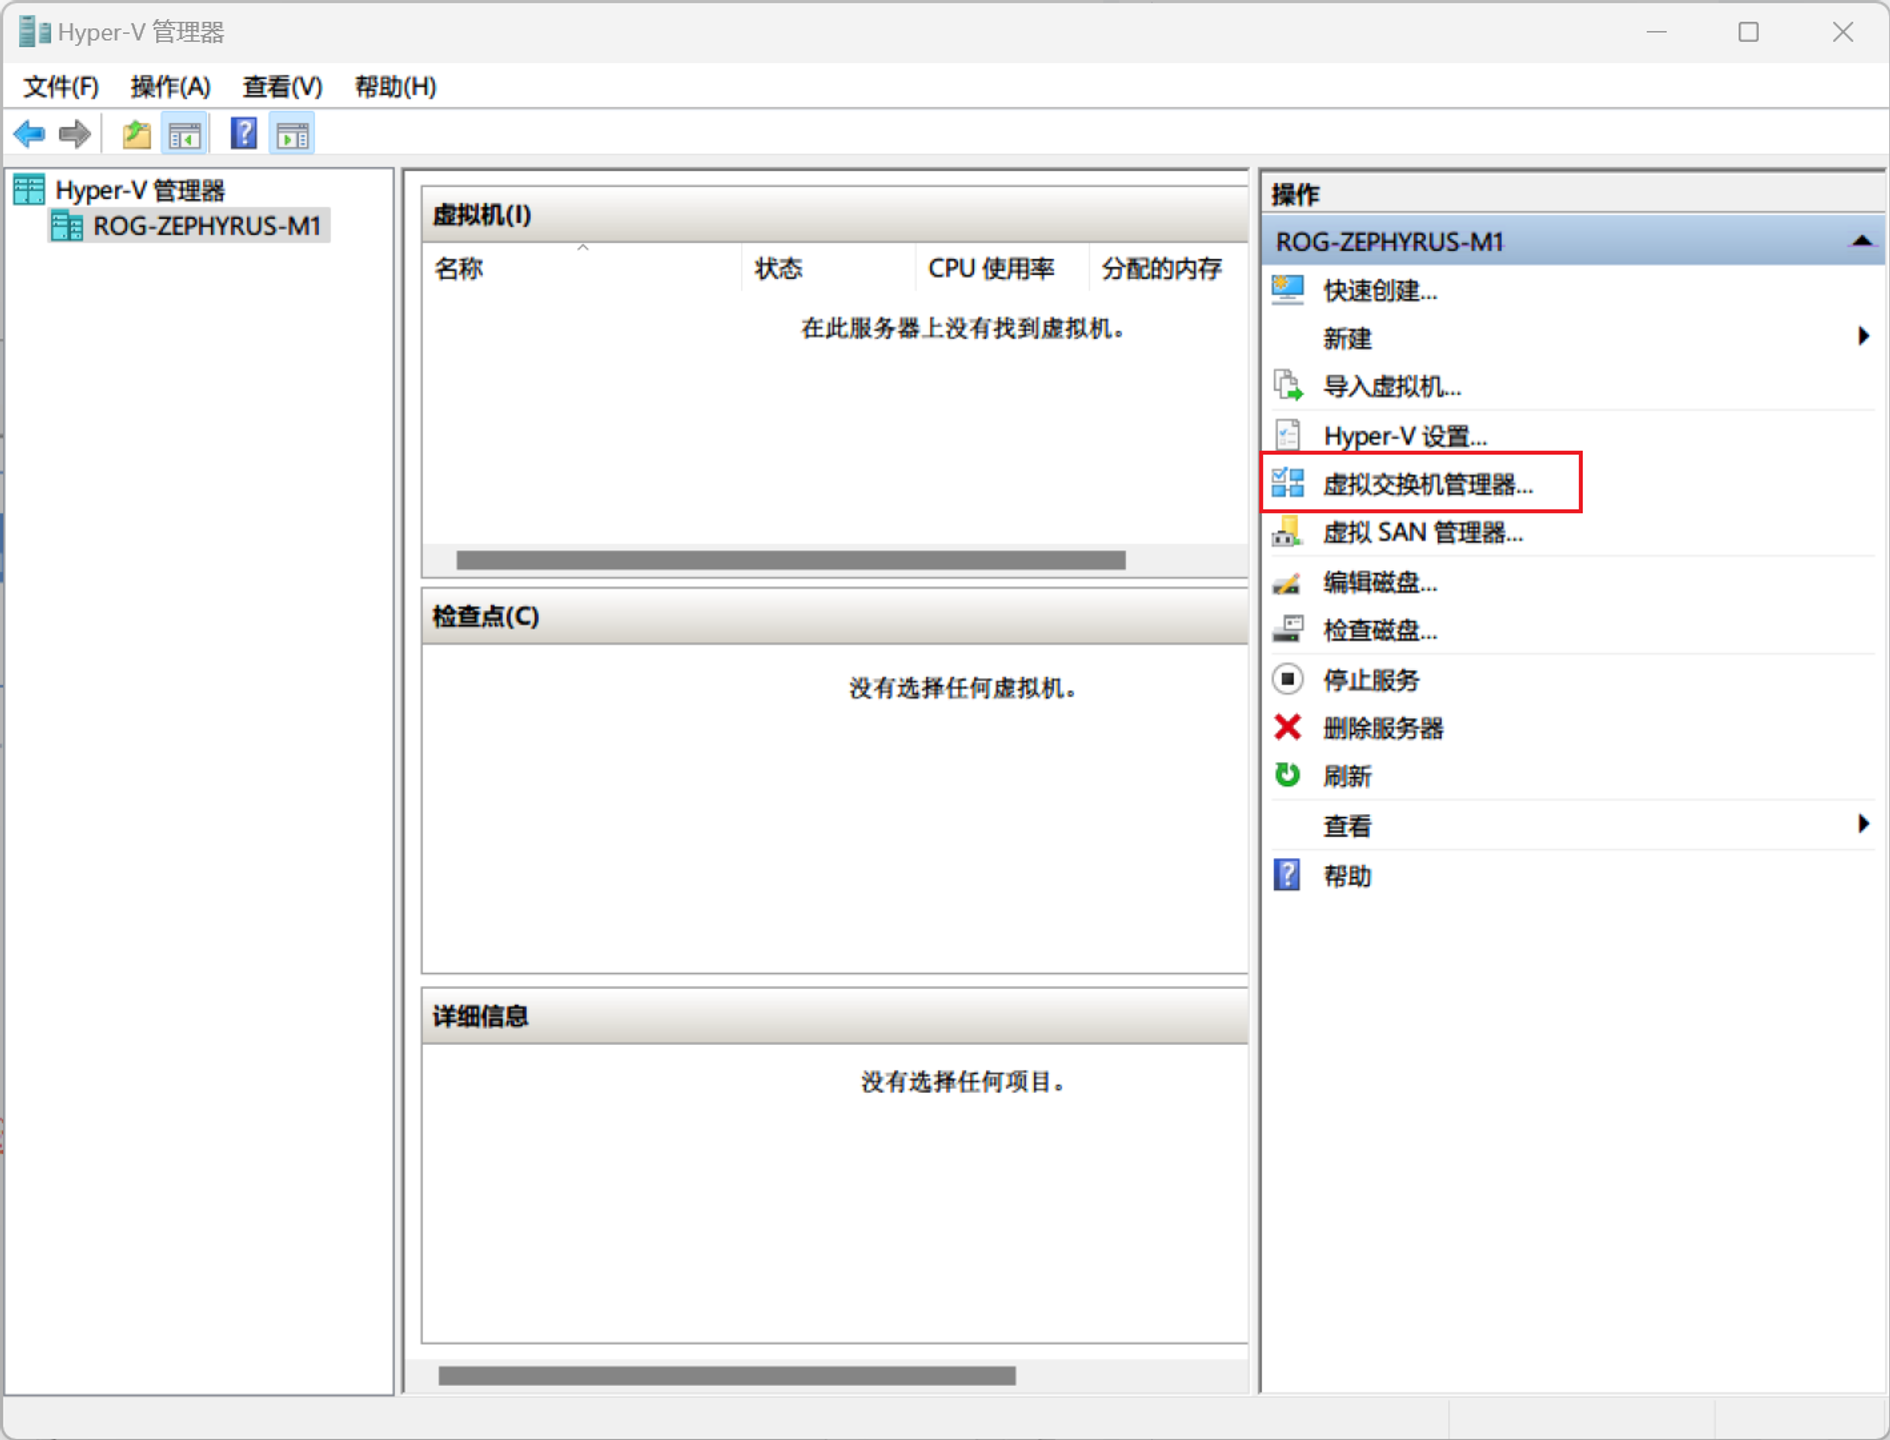 Hyper-V 管理器
文件(F) 操作(A) 查看(V) 帮助(H)
Hyper-V 管理器
ROG-ZEPHYRUS-M1
虚拟机(I)
名称 状态 CPU 使用率 分配的内存
在此服务器上没有找到虚拟机。
检查点(C)
没有选择任何虚拟机。
详细信息
没有选择任何项目。
操作
ROG-ZEPHYRUS-M1
快速创建...
新建
导入虚拟机...
Hyper-V 设置...
虚拟交换机管理器...
虚拟 SAN 管理器...
编辑磁盘...
检查磁盘...
停止服务
删除服务器
刷新
查看
帮助